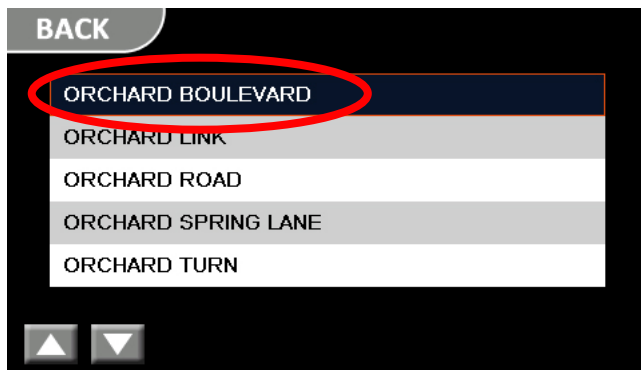 BACK
ORCHARD BOULEVARD
ORCHARD LINK
ORCHARD ROAD
ORCHARD SPRING LANE
ORCHARD TURN